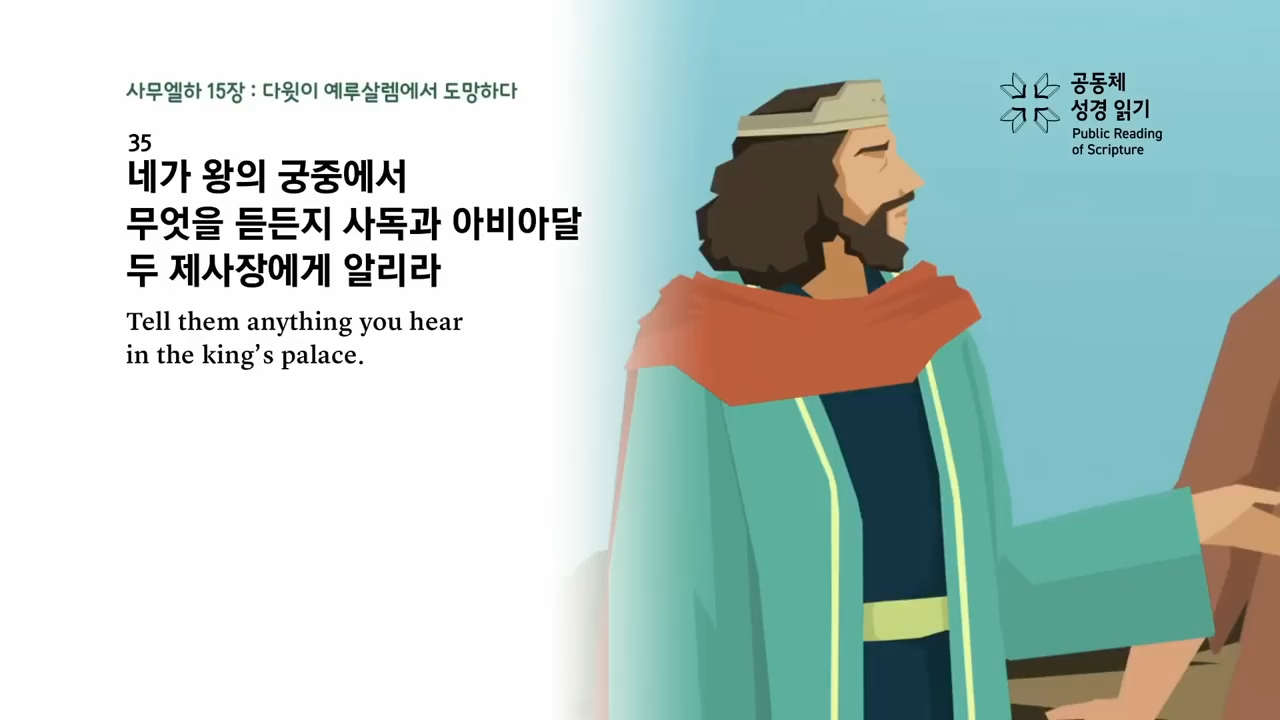 사무엘하 15장 : 다윗이 예루살렘에서 도망하다
35
네가 왕의 궁중에서
무엇을 듣든지 사독과 아비아달
두 제사장에게 알리라
Tell them anything you hear
in the king’s palace.
공동체
성경 읽기
Public Reading
of Scripture